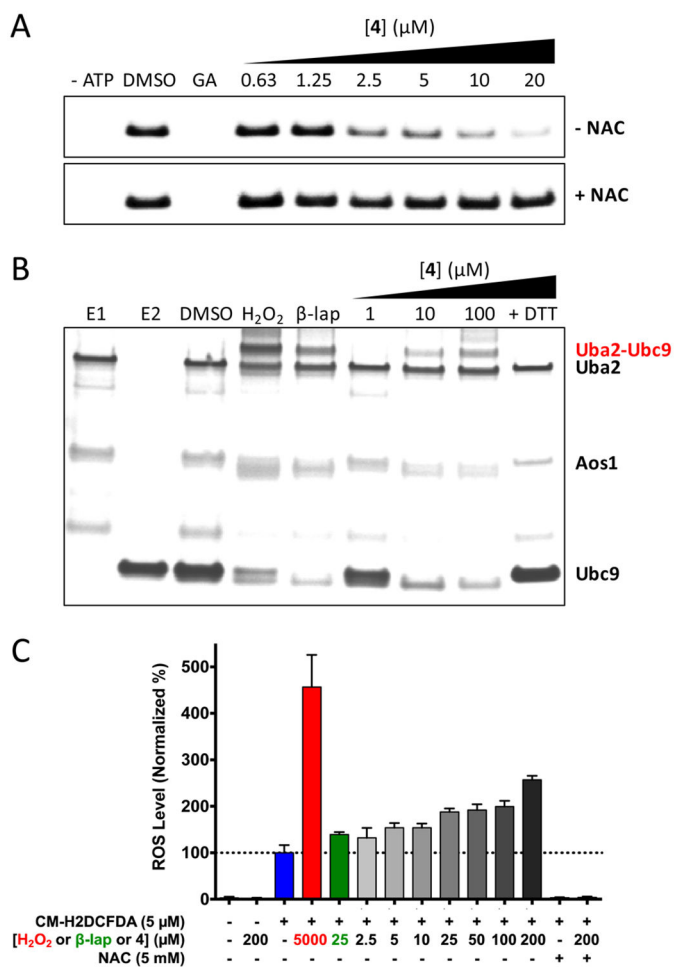 A
[4] (μM)
- ATP DMSO GA 0.63 1.25 2.5 5 10 20
- NAC
+ NAC
B
[4] (μM)
E1 E2 DMSO H₂O₂ β-lap 1 10 100 + DTT
Uba2-Ubc9
Uba2
Aos1
Ubc9
C
ROS Level (Normalized %)
500
400
300
200
100
0
CM-H2DCFDA (5 μM) - - + + + + + + + + + + + +
[H₂O₂ or β-lap or 4] (μM) - 200 - 5000 25 2.5 5 10 25 50 100 200 - 200
NAC (5 mM) - - - - - - - - - - - - + +